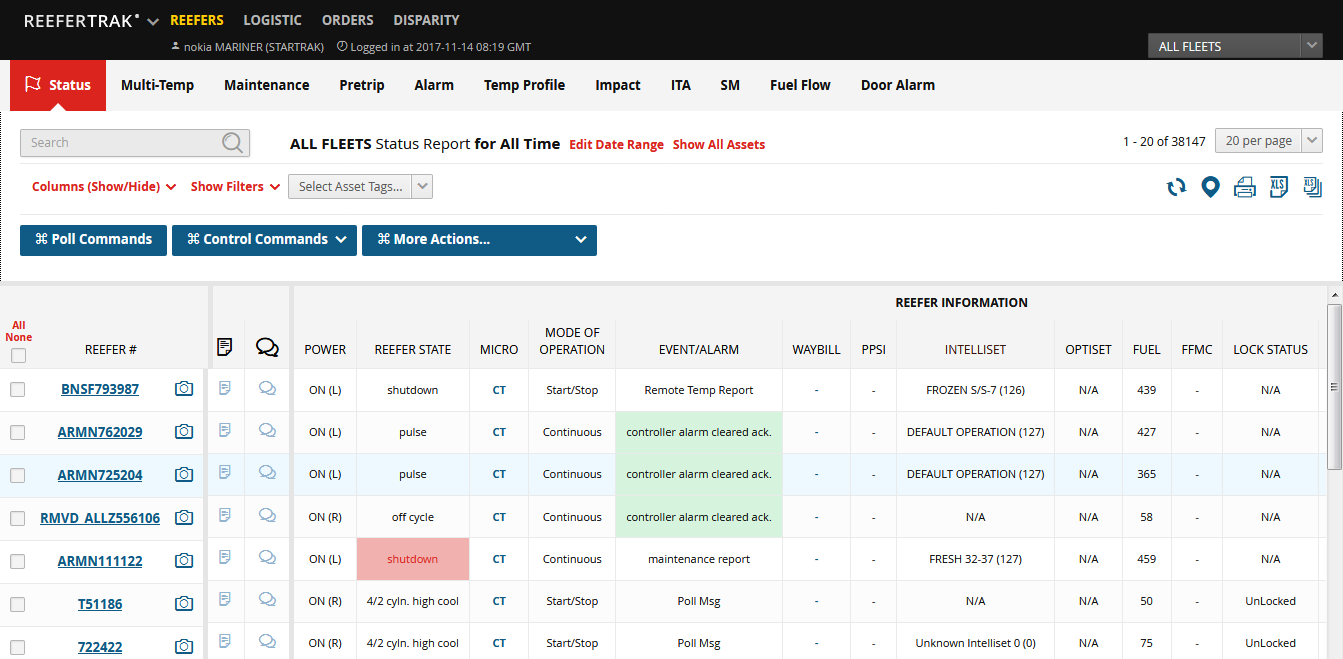 REEFERTRAK REEFERS LOGISTIC ORDERS DISPARITY
nokia MARINER (STARTRAK) Logged in at 2017-11-14 08:19 GMT
ALL FLEETS
Status Multi-Temp Maintenance Pretrip Alarm Temp Profile Impact ITA SM Fuel Flow Door Alarm
Search ALL FLEETS Status Report for All Time Edit Date Range Show All Assets 1 - 20 of 38147 20 per page
Columns (Show/Hide) Show Filters Select Asset Tags... XLS XLS
⌘ Poll Commands ⌘ Control Commands ⌘ More Actions...
REEFER INFORMATION
All
None
REEFER # POWER REEFER STATE MICRO MODE OF OPERATION EVENT/ALARM WAYBILL PPSI INTELLISET OPTISET FUEL FFMC LOCK STATUS
BNSF793987 ON (L) shutdown CT Start/Stop Remote Temp Report - - FROZEN S/S-7 (126) N/A 439 - N/A
ARMN762029 ON (L) pulse CT Continuous controller alarm cleared ack. - - DEFAULT OPERATION (127) N/A 427 - N/A
ARMN725204 ON (L) pulse CT Continuous controller alarm cleared ack. - - DEFAULT OPERATION (127) N/A 365 - N/A
RMVD_ALLZ556106 ON (R) off cycle CT Continuous controller alarm cleared ack. - - N/A N/A 58 - N/A
ARMN111122 ON (L) shutdown CT Continuous maintenance report - - FRESH 32-37 (127) N/A 459 - N/A
T51186 ON (R) 4/2 cyln. high cool CT Start/Stop Poll Msg - - N/A N/A 50 - UnLocked
722422 ON (R) 4/2 cyln. high cool CT Start/Stop Poll Msg - - Unknown Intelliset 0 (0) N/A 75 - UnLocked